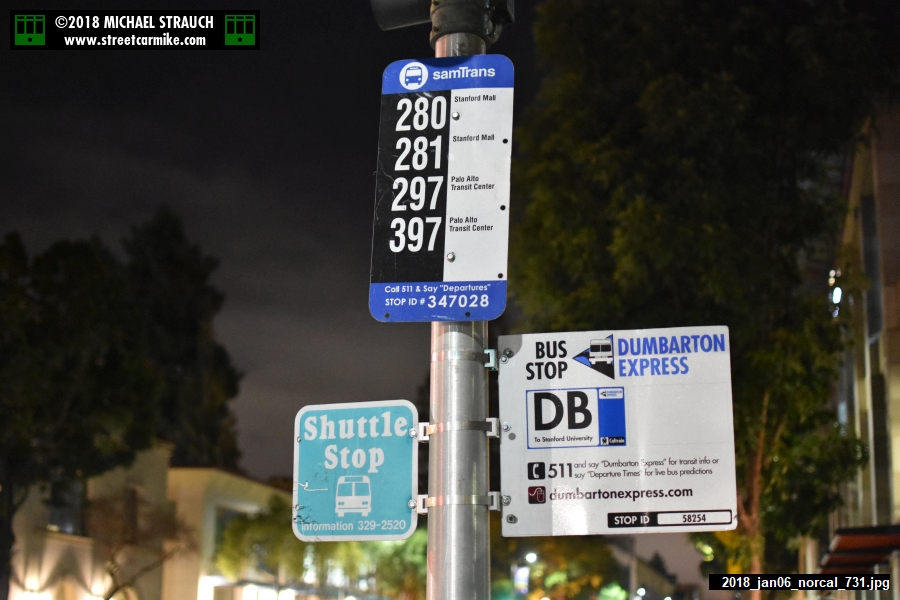 ©2018 MICHAEL STRAUCH
www.streetcarmike.com
samTrans
280 Stanford Mall
281 Stanford Mall
297 Palo Alto
Transit Center
397 Palo Alto
Transit Center
Call 511 & Say "Departures"
STOP ID # 347028
BUS
STOP
DUMBARTON
EXPRESS
DB
To Stanford University
Caltrain
511 and say "Dumbarton Express" for transit info or
say "Departure Times" for live bus predictions
dumbartonexpress.com
STOP ID 58254
Shuttle
Stop
information 329-2520
2018_jan06_norcal_731.jpg